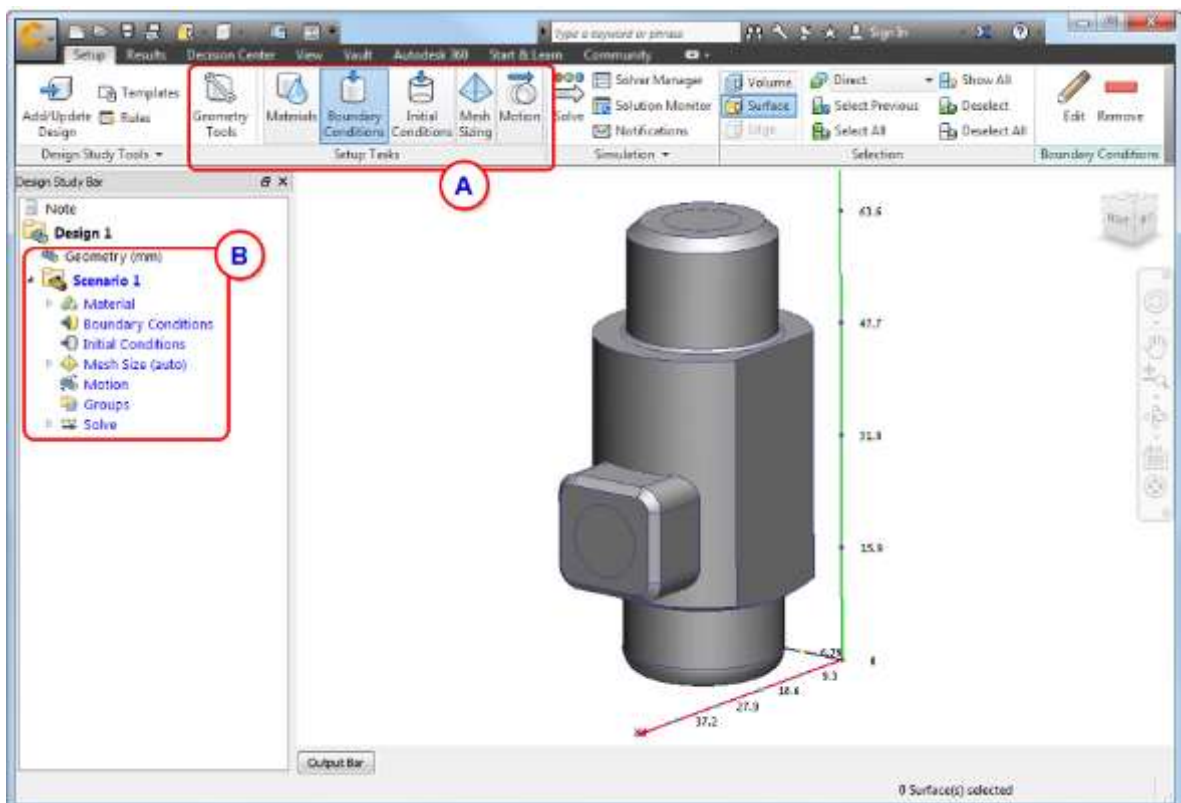 Type a keyword or phrase
Sign In
Setup Results Decision Center View Vault Autodesk 360 Start & Learn Community
Add/Update Design
Templates
Rules
Geometry Tools
Materials
Boundary Conditions
Initial Conditions
Mesh Sizing
Motion
Solve
Solver Manager
Solution Monitor
Notifications
Volume
Surface
Edge
Direct
Select Previous
Select All
Show All
Deselect
Deselect All
Edit
Remove
Design Study Tools
Setup Tasks
Simulation
Selection
Boundary Conditions
A
Design Study Bar
Note
Design 1
Geometry (mm)
B
Scenario 1
Material
Boundary Conditions
Initial Conditions
Mesh Size (auto)
Motion
Groups
Solve
63.6
47.7
31.8
15.9
6.25
9.3
18.6
27.9
37.2
Output Bar
0 Surface(s) selected